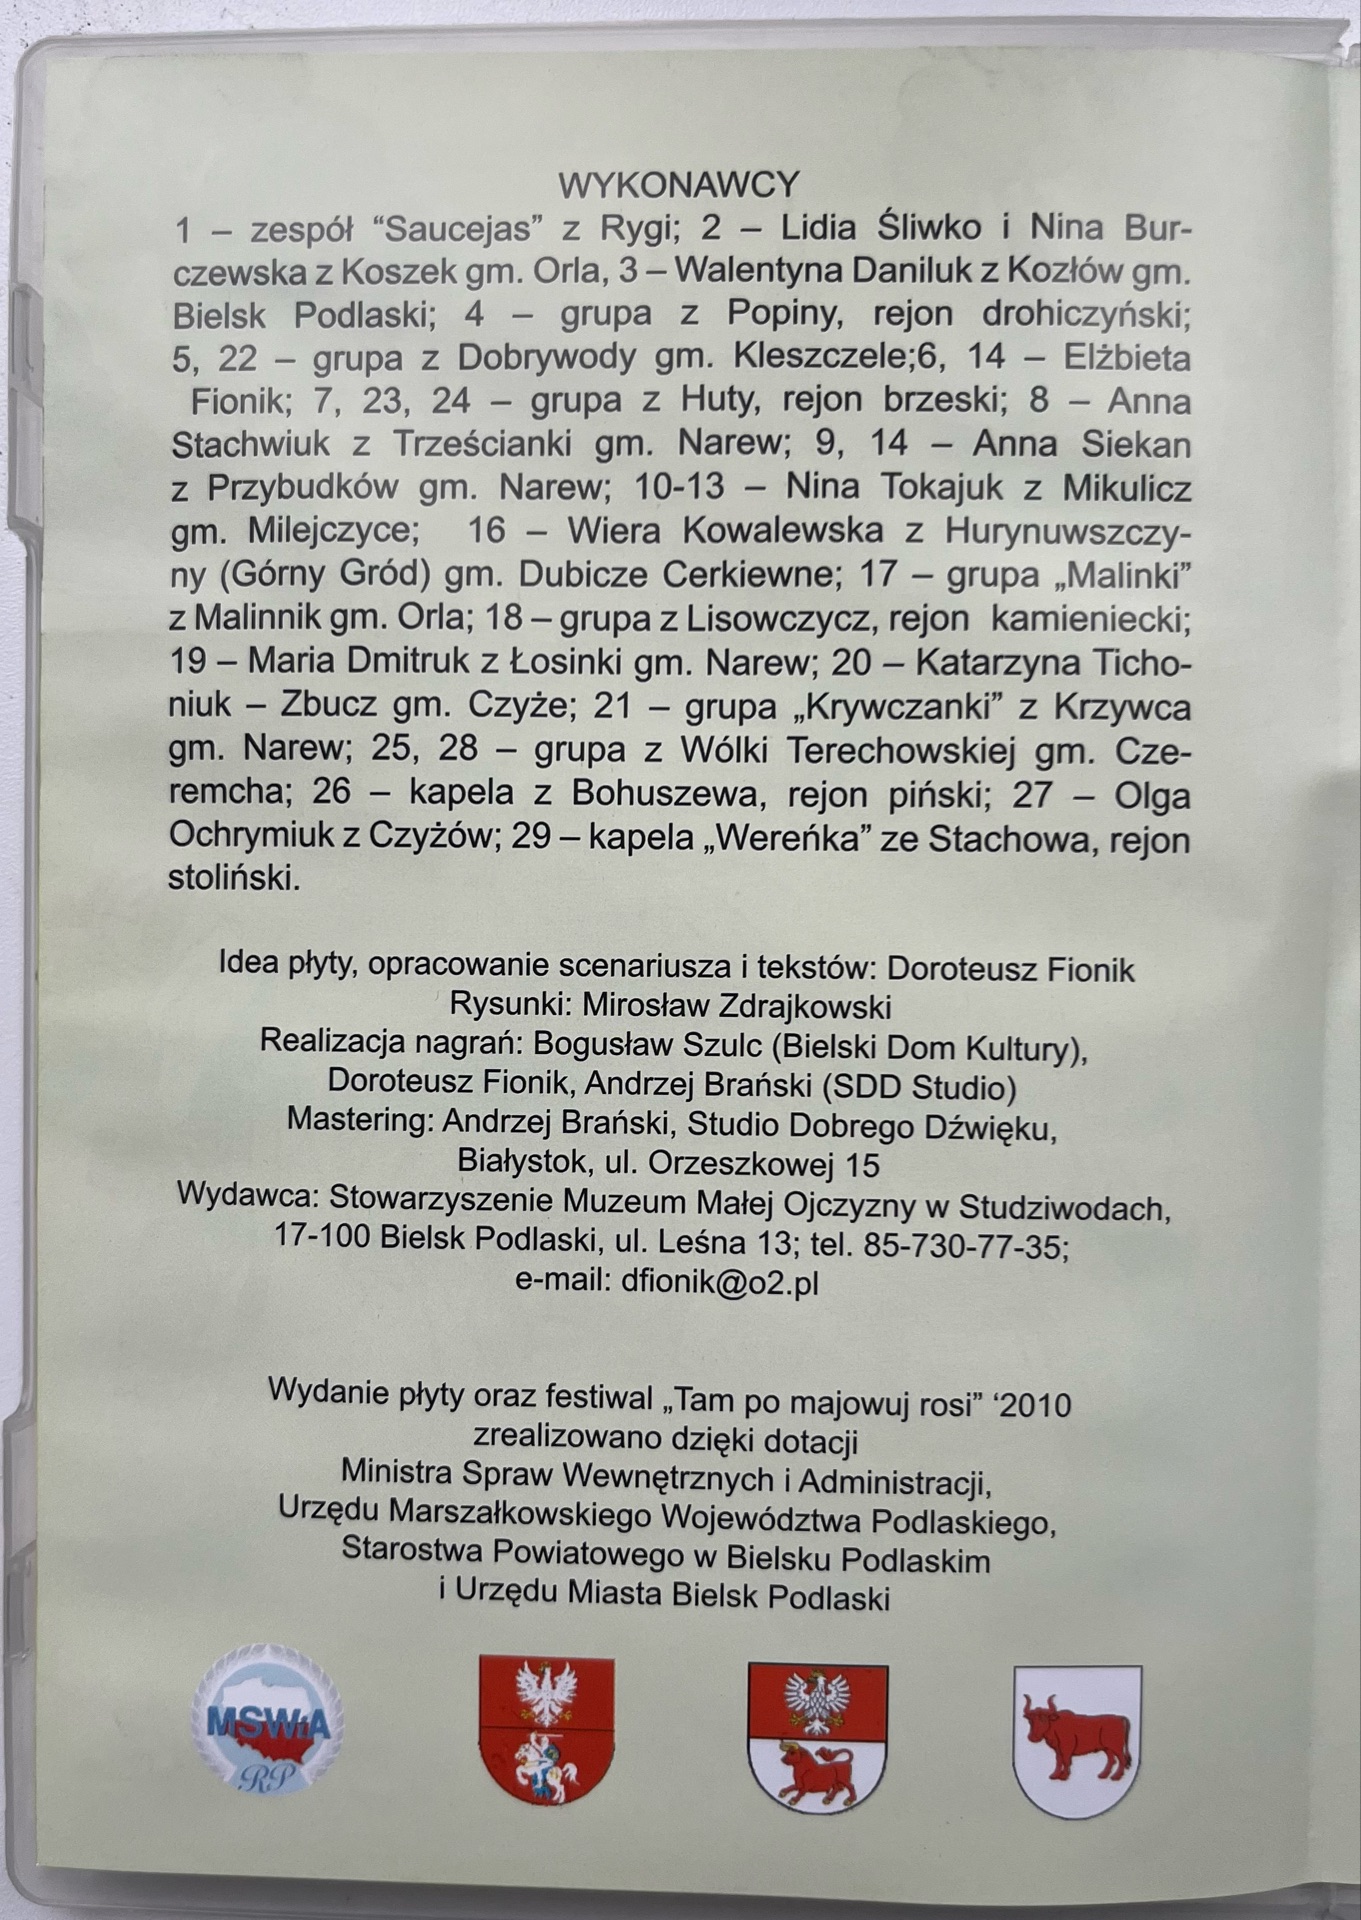 WYKONAWCY
1 – zespół “Saucejas” z Rygi; 2 – Lidia Śliwko i Nina Bur-
czewska z Koszek gm. Orla, 3 – Walentyna Daniluk z Kozłów gm.
Bielsk Podlaski; 4 – grupa z Popiny, rejon drohiczyński;
5, 22 – grupa z Dobrywody gm. Kleszczele;6, 14 – Elżbieta
Fionik; 7, 23, 24 – grupa z Huty, rejon brzeski; 8 – Anna
Stachwiuk z Trześcianki gm. Narew; 9, 14 – Anna Siekan
z Przybudków gm. Narew; 10-13 – Nina Tokajuk z Mikulicz
gm. Milejczyce; 16 – Wiera Kowalewska z Hurynuwszczy-
ny (Górny Gród) gm. Dubicze Cerkiewne; 17 – grupa „Malinki”
z Malinnik gm. Orla; 18 – grupa z Lisowczycz, rejon kamieniecki;
19 – Maria Dmitruk z Łosinki gm. Narew; 20 – Katarzyna Ticho-
niuk – Zbucz gm. Czyże; 21 – grupa „Krywczanki” z Krzywca
gm. Narew; 25, 28 – grupa z Wólki Terechowskiej gm. Cze-
remcha; 26 – kapela z Bohuszewa, rejon piński; 27 – Olga
Ochrymiuk z Czyżów; 29 – kapela „Wereńka” ze Stachowa, rejon
stoliński.
Idea płyty, opracowanie scenariusza i tekstów: Doroteusz Fionik
Rysunki: Mirosław Zdrajkowski
Realizacja nagrań: Bogusław Szulc (Bielski Dom Kultury),
Doroteusz Fionik, Andrzej Brański (SDD Studio)
Mastering: Andrzej Brański, Studio Dobrego Dźwięku,
Białystok, ul. Orzeszkowej 15
Wydawca: Stowarzyszenie Muzeum Małej Ojczyzny w Studziwodach,
17-100 Bielsk Podlaski, ul. Leśna 13; tel. 85-730-77-35;
e-mail: dfionik@o2.pl
Wydanie płyty oraz festiwal „Tam po majowuj rosi” ‘2010
zrealizowano dzięki dotacji
Ministra Spraw Wewnętrznych i Administracji,
Urzędu Marszałkowskiego Województwa Podlaskiego,
Starostwa Powiatowego w Bielsku Podlaskim
i Urzędu Miasta Bielsk Podlaski
MSWiA
RP